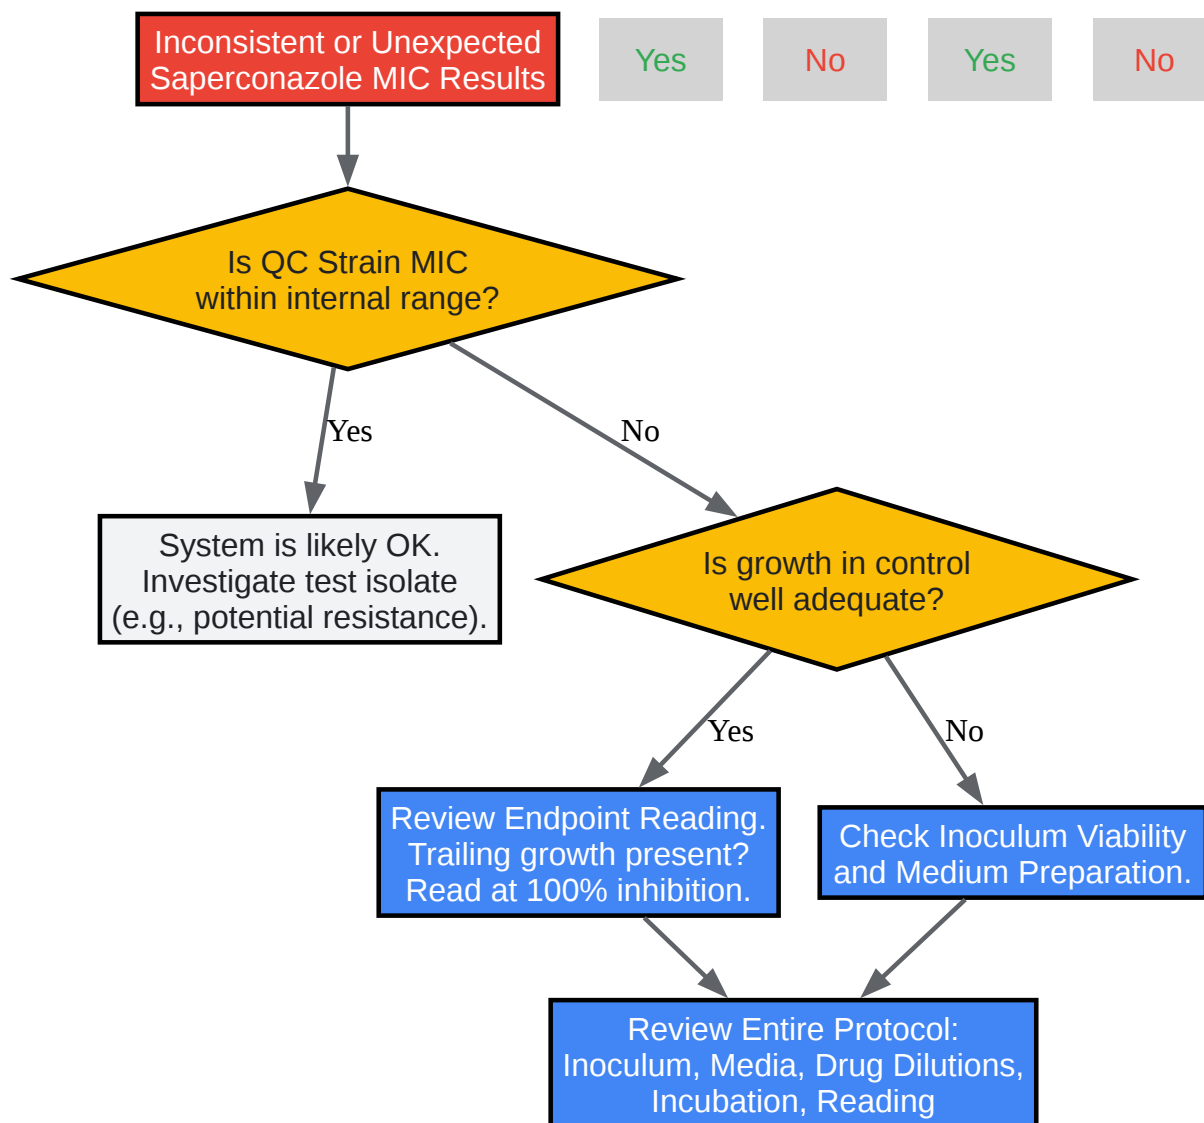 Inconsistent or Unexpected
Saperconazole MIC Results
Yes
No
Yes
No
Is QC Strain MIC
within internal range?
Yes
No
System is likely OK.
Investigate test isolate
(e.g., potential resistance).
Is growth in control
well adequate?
Yes
No
Review Endpoint Reading.
Trailing growth present?
Read at 100% inhibition.
Check Inoculum Viability
and Medium Preparation.
Review Entire Protocol:
Inoculum, Media, Drug Dilutions,
Incubation, Reading